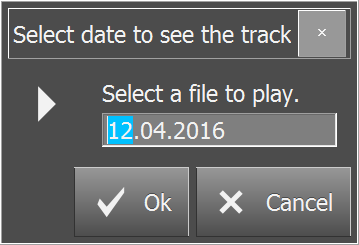 Select date to see the track
Select a file to play.
12.04.2016
Ok
Cancel